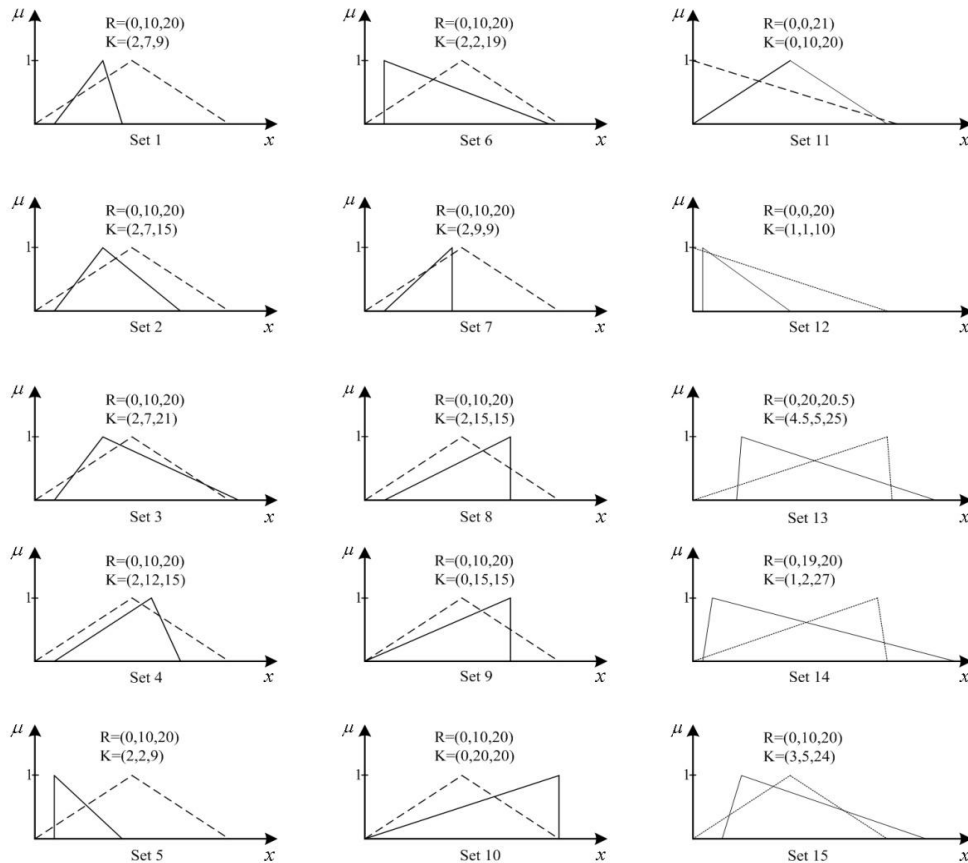 μ
R=(0,10,20)
K=(2,7,9)
1
Set 1
x
μ
R=(0,10,20)
K=(2,2,19)
1
Set 6
x
μ
R=(0,0,21)
K=(0,10,20)
1
Set 11
x
μ
R=(0,10,20)
K=(2,7,15)
1
Set 2
x
μ
R=(0,10,20)
K=(2,9,9)
1
Set 7
x
μ
R=(0,0,20)
K=(1,1,10)
1
Set 12
x
μ
R=(0,10,20)
K=(2,7,21)
1
Set 3
x
μ
R=(0,10,20)
K=(2,15,15)
1
Set 8
x
μ
R=(0,20,20.5)
K=(4.5,5,25)
1
Set 13
x
μ
R=(0,10,20)
K=(2,12,15)
1
Set 4
x
μ
R=(0,10,20)
K=(0,15,15)
1
Set 9
x
μ
R=(0,19,20)
K=(1,2,27)
1
Set 14
x
μ
R=(0,10,20)
K=(2,2,9)
1
Set 5
x
μ
R=(0,10,20)
K=(0,20,20)
1
Set 10
x
μ
R=(0,10,20)
K=(3,5,24)
1
Set 15
x